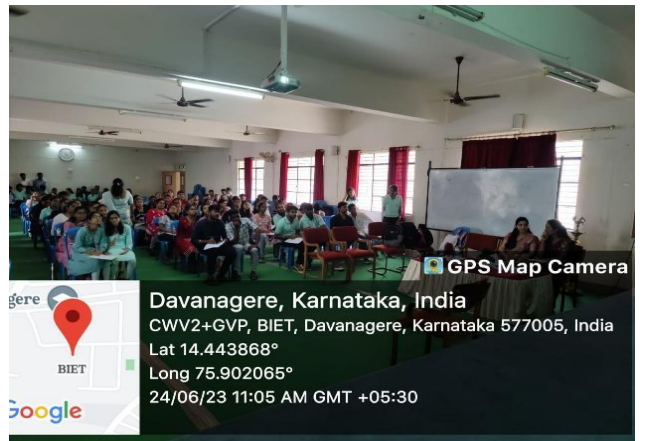 GPS Map Camera
gere
BIET
Google
Davanagere, Karnataka, India
CWV2+GVP, BIET, Davanagere, Karnataka 577005, India
Lat 14.443868°
Long 75.902065°
24/06/23 11:05 AM GMT +05:30